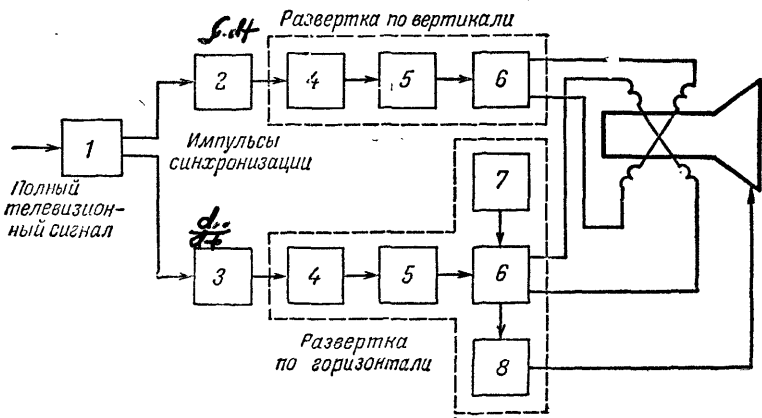 Развертка по вертикали
2
4
5
6
1
Импульсы
синхронизации
Полный
телевизион-
ный сигнал
7
3
4
5
6
Развертка
по горизонтали
8